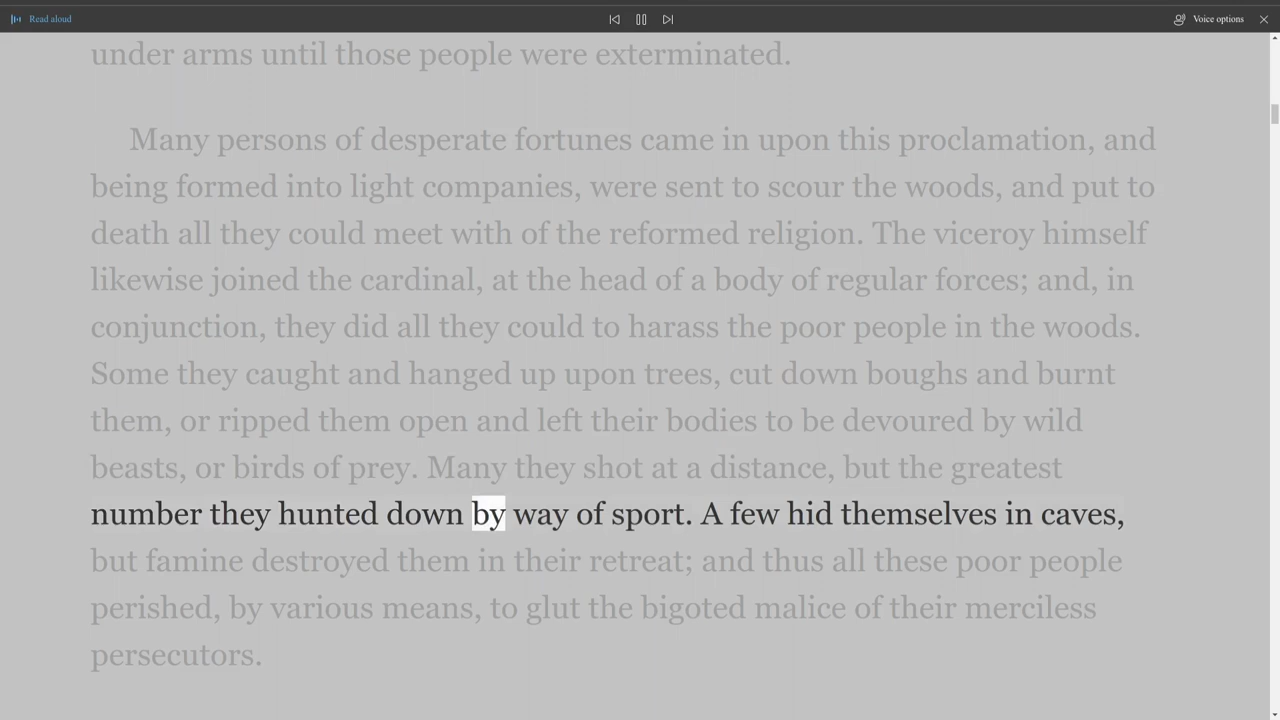 Read aloud
Voice options
under arms until those people were exterminated.
Many persons of desperate fortunes came in upon this proclamation, and
being formed into light companies, were sent to scour the woods, and put to
death all they could meet with of the reformed religion. The viceroy himself
likewise joined the cardinal, at the head of a body of regular forces; and, in
conjunction, they did all they could to harass the poor people in the woods.
Some they caught and hanged up upon trees, cut down boughs and burnt
them, or ripped them open and left their bodies to be devoured by wild
beasts, or birds of prey. Many they shot at a distance, but the greatest
number they hunted down by way of sport. A few hid themselves in caves,
but famine destroyed them in their retreat; and thus all these poor people
perished, by various means, to glut the bigoted malice of their merciless
persecutors.